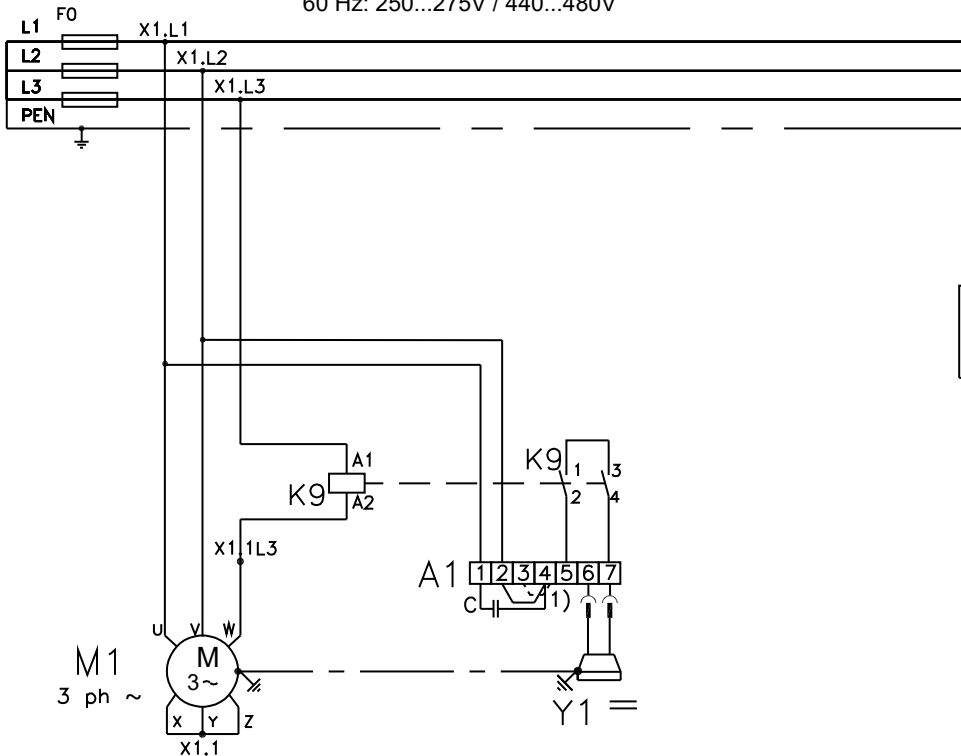 60 Hz: 250...275V / 440...480V
F0
L1
X1.L1
L2
X1.L2
L3
X1.L3
PEN
K9
A1
A2
K9
1
2
3
4
X1.1L3
A1
1 2 3 4 5 6 7
C
1)
U V W
M1
3 ph ~
M
3~
Y1
X Y Z
X1.1